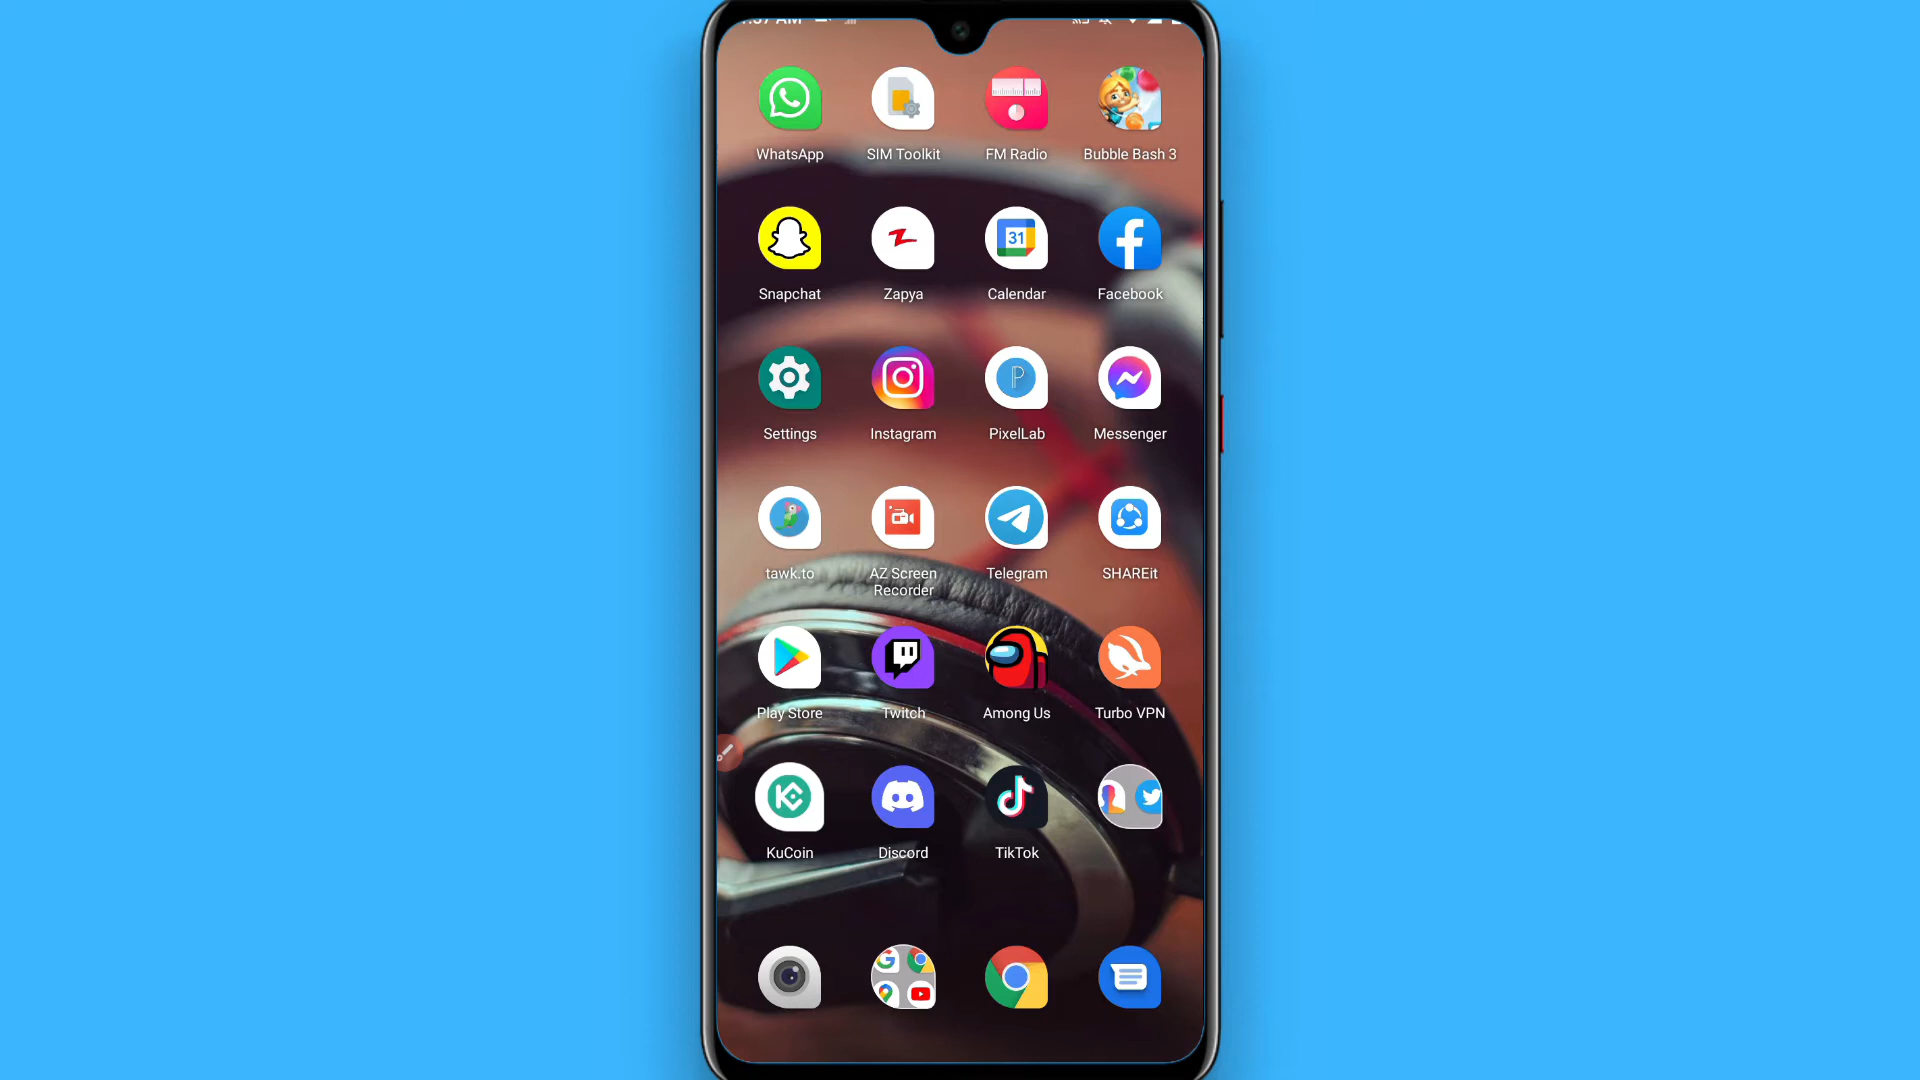 WhatsApp SIM Toolkit FM Radio Bubble Bash 3
31
Snapchat Zapya Calendar Facebook
Settings Instagram PixelLab Messenger
tawk.to AZ Screen Recorder Telegram SHAREit
Play Store Twitch Among Us Turbo VPN
KuCoin Discord TikTok